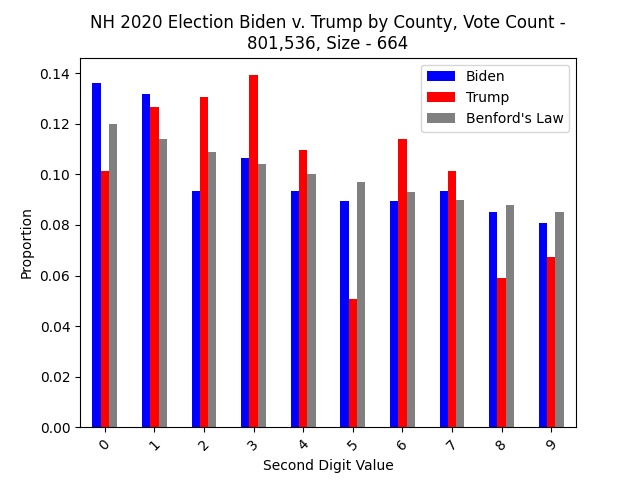 NH 2020 Election Biden v. Trump by County, Vote Count -
801,536, Size - 664
Biden
Trump
Benford's Law
0.14
0.12
0.10
0.08
0.06
0.04
0.02
0.00
Proportion
0 1 2 3 4 5 6 7 8 9
Second Digit Value